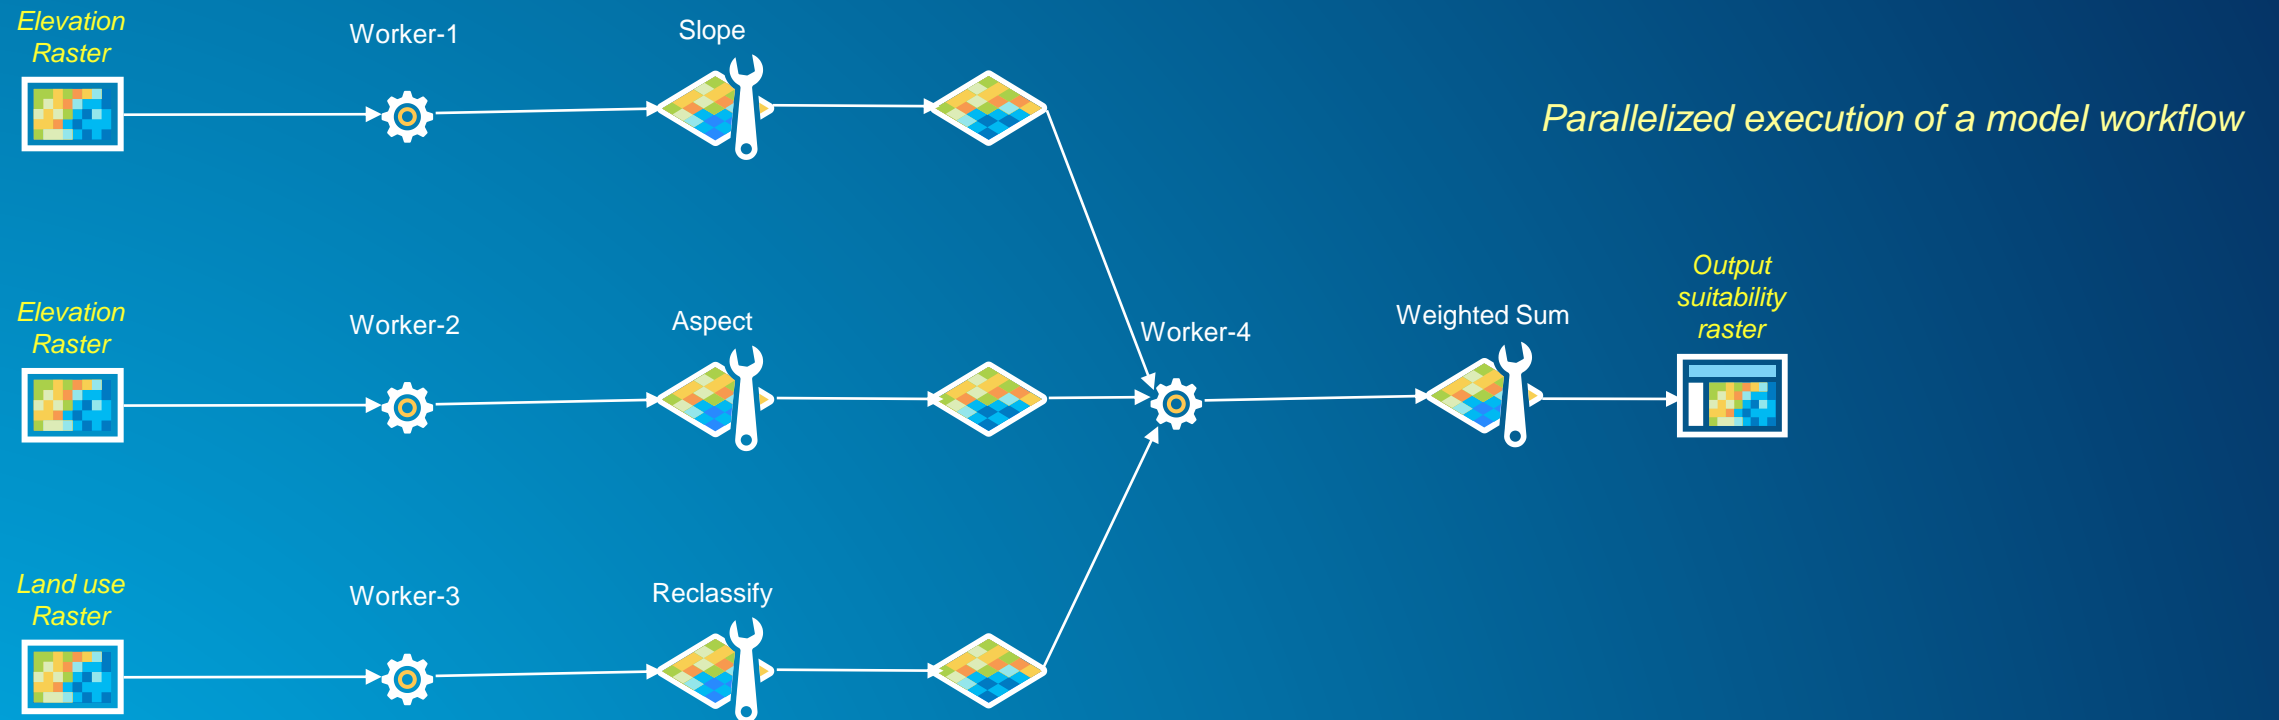 Elevation
Raster
Worker-1
Slope
Parallelized execution of a model workflow
Elevation
Raster
Worker-2
Aspect
Worker-4
Weighted Sum
Output
suitability
raster
Land use
Raster
Worker-3
Reclassify